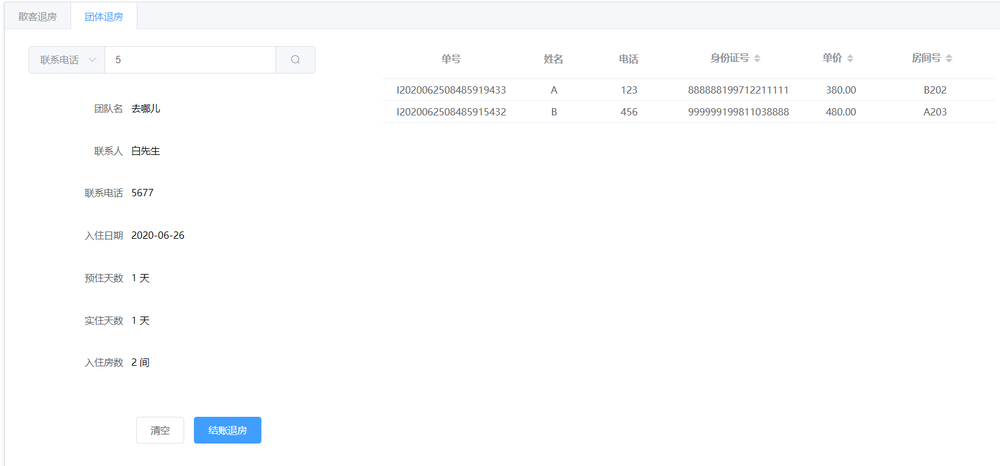 散客退房 团体退房
联系电话 5
团队名 去哪儿
联系人 白先生
联系电话 5677
入住日期 2020-06-26
预住天数 1 天
实住天数 1 天
入住房数 2 间
清空 结账退房
单号 姓名 电话 身份证号 单价 房间号
I2020062508485919433 A 123 888888199712211111 380.00 B202
I2020062508485915432 B 456 999999199811038888 480.00 A203